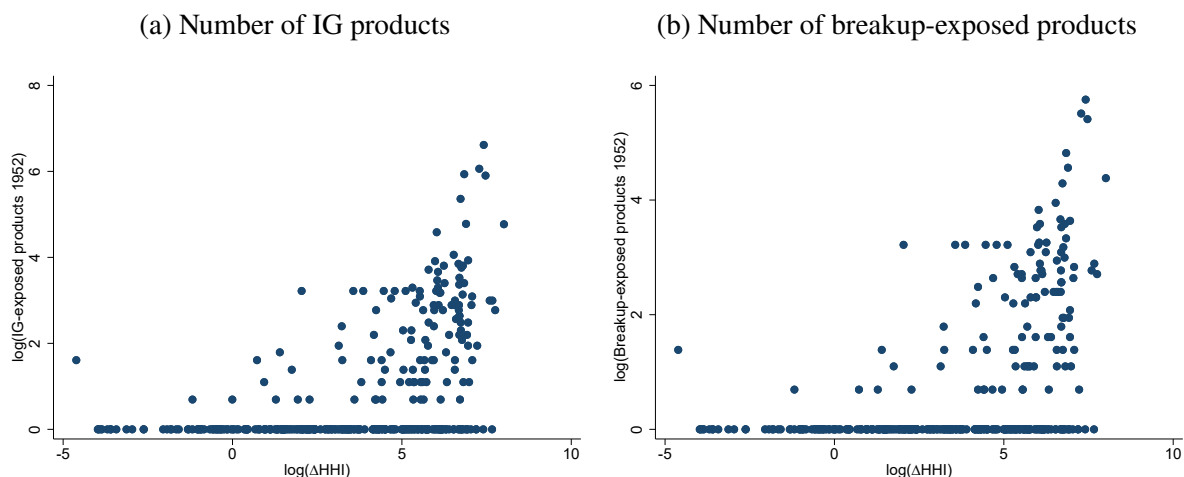 (a) Number of IG products
log(IG-exposed products 1952)
8
6
4
2
0
-5 0 5 10
log(ΔHHI)
(b) Number of breakup-exposed products
log(Breakup-exposed products 1952)
6
4
2
0
-5 0 5 10
log(ΔHHI)